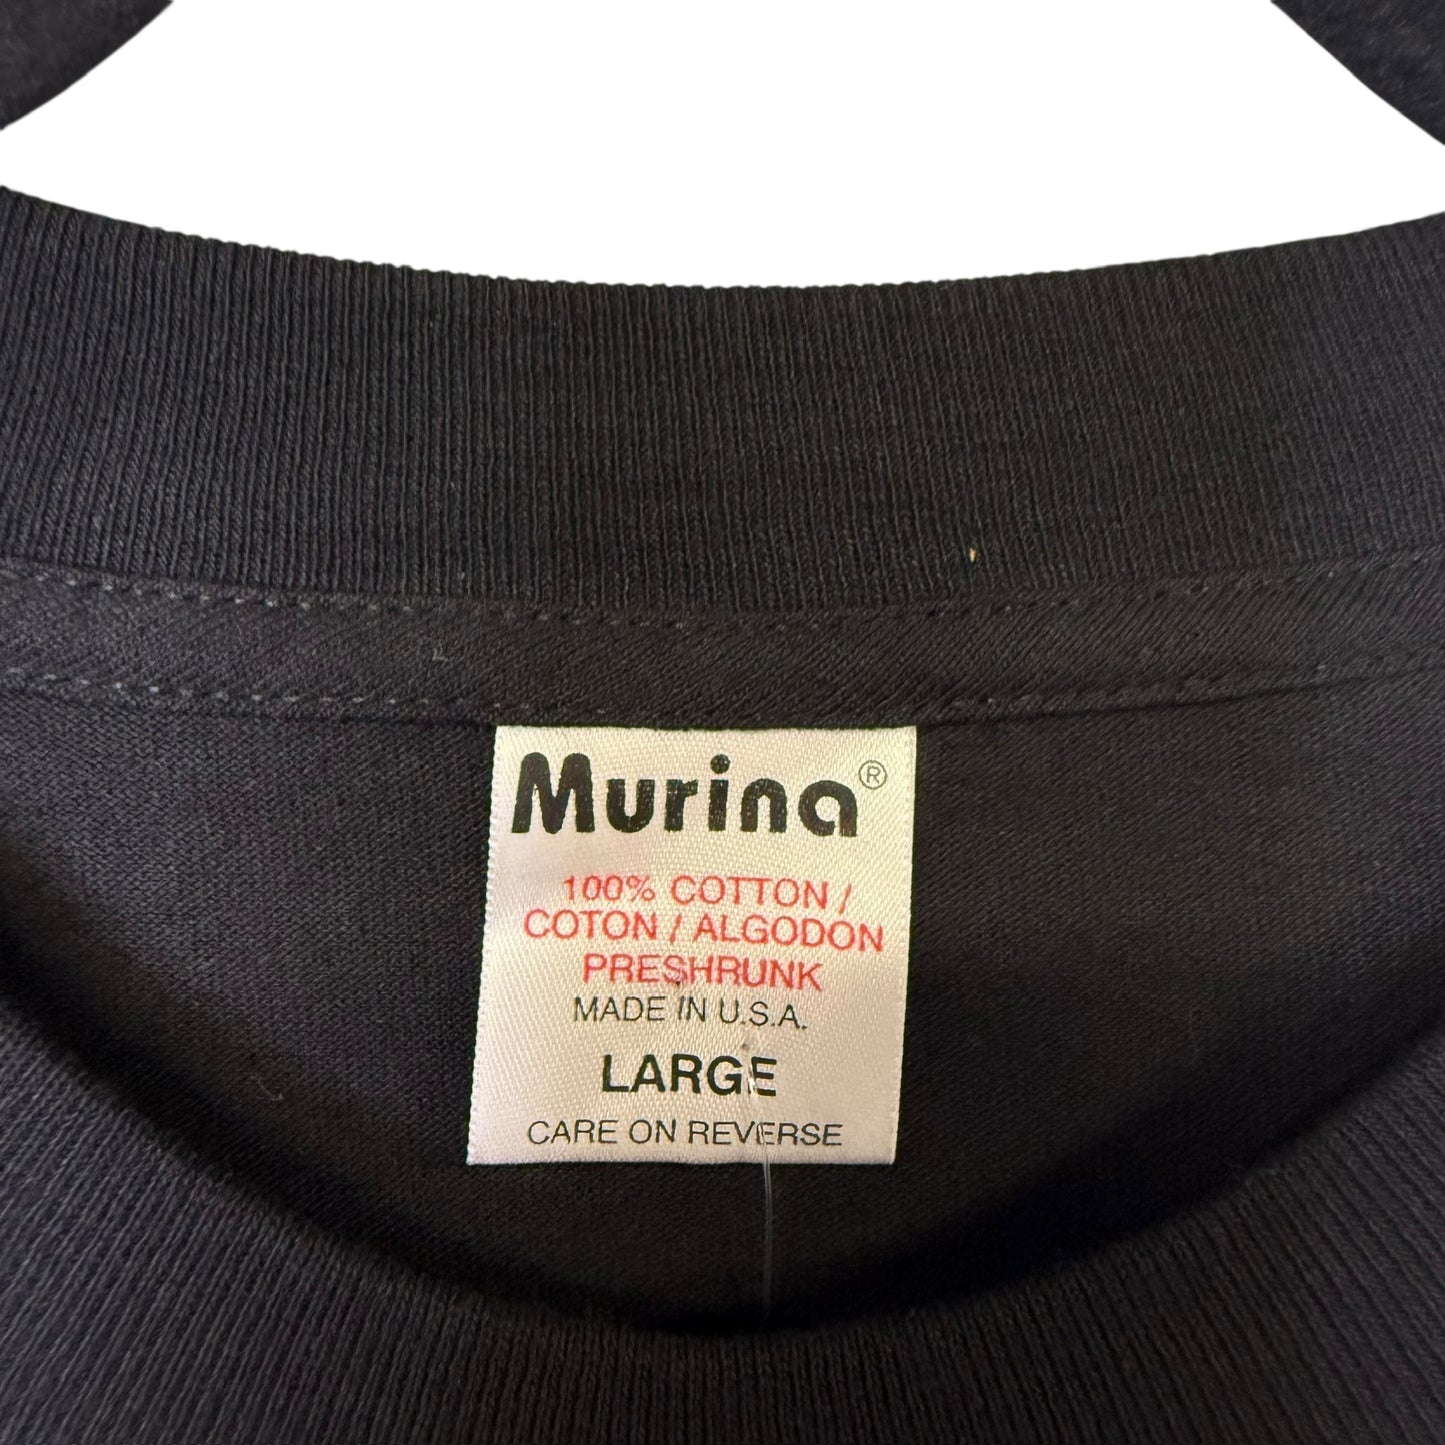 Murina®
100% COTTON /
COTON / ALGODON
PRESHRUNK
MADE IN U.S.A.
LARGE
CARE ON REVERSE